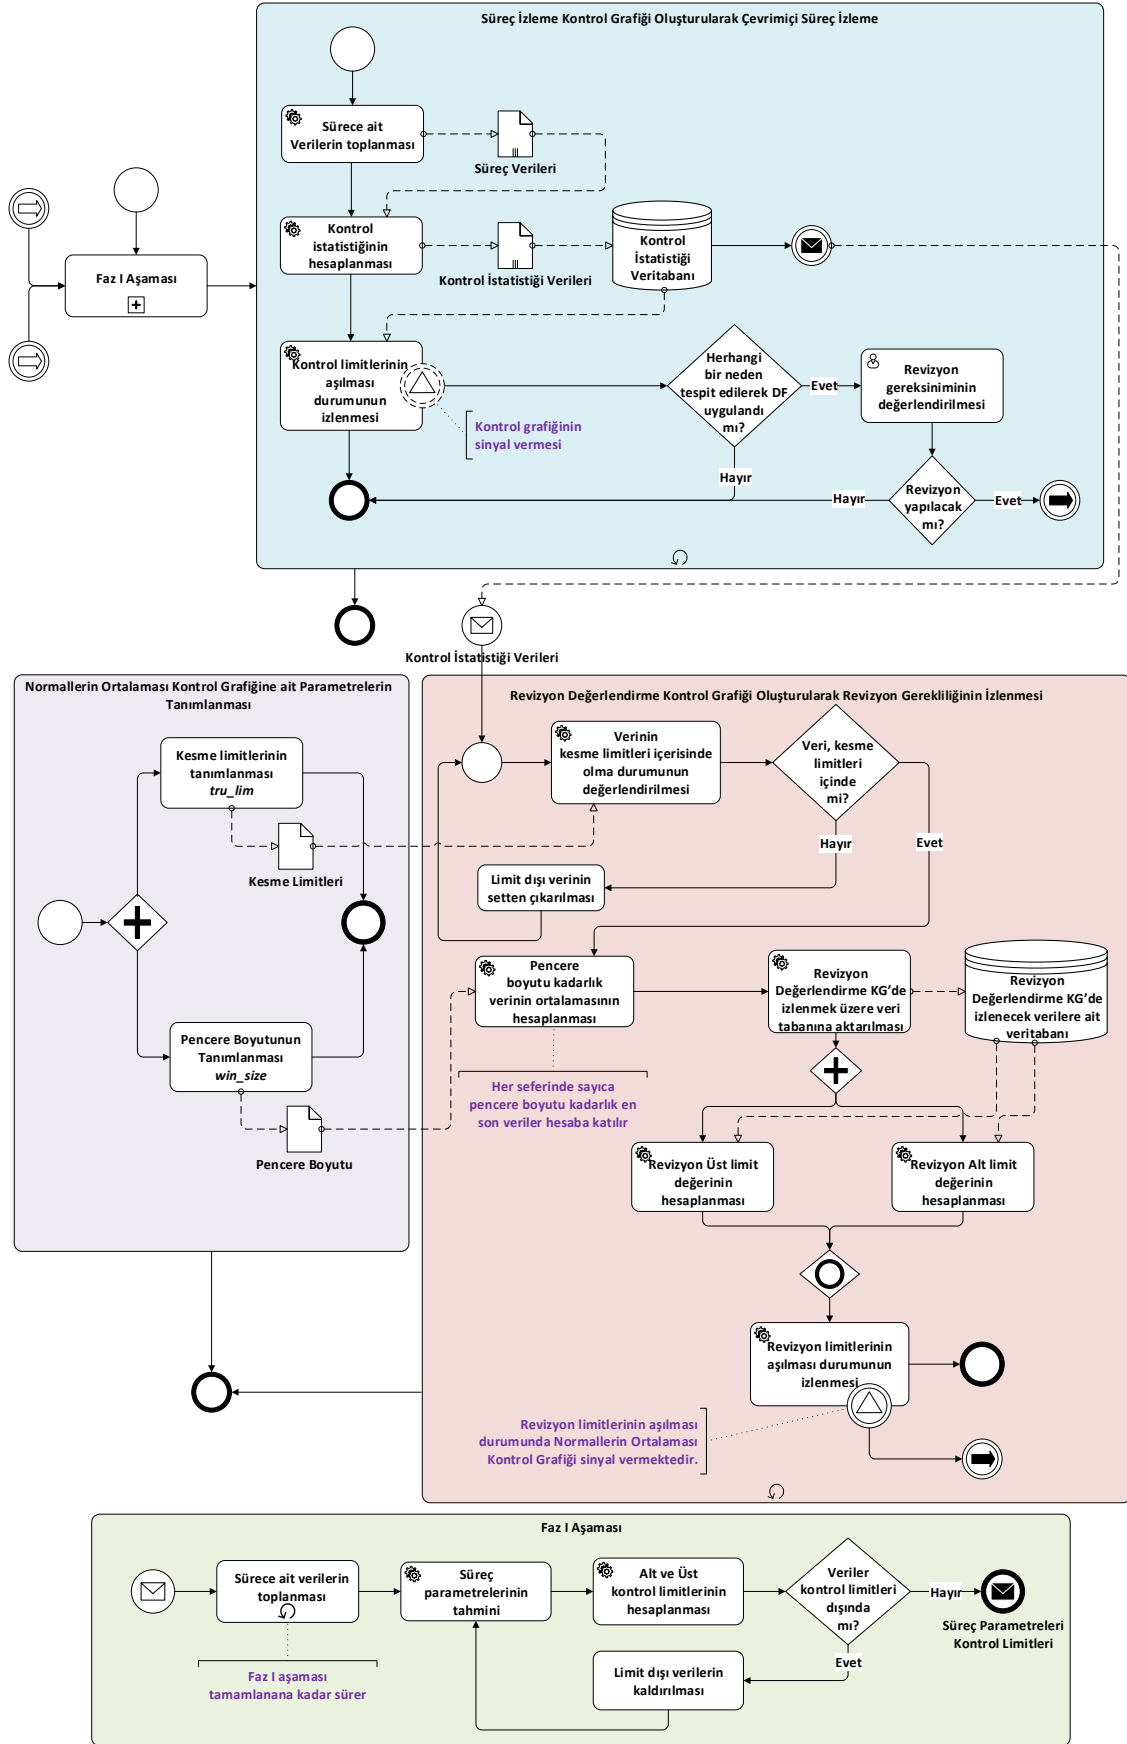 Süreç İzleme Kontrol Grafiği Oluşturularak Çevrimiçi Süreç İzleme
Sürece ait
Verilerin toplanması
Süreç Verileri
Kontrol
istatistiğinin
hesaplanması
Kontrol İstatistiği Verileri
Kontrol
İstatistiği
Veritabanı
Faz I Aşaması
Kontrol limitlerinin
aşılması
durumunun
izlenmesi
Kontrol grafiğinin
sinyal vermesi
Herhangi
bir neden
tespit edilerek DF
uygulandı
mı?
Evet
Hayır
Revizyon
gereksiniminin
değerlendirilmesi
Revizyon
yapılacak
mı?
Hayır
Evet
Kontrol İstatistiği Verileri
Normallerin Ortalaması Kontrol Grafiğine ait Parametrelerin
Tanımlanması
Kesme limitlerinin
tanımlanması
tru_lim
Kesme Limitleri
Pencere Boyutunun
Tanımlanması
win_size
Pencere Boyutu
Revizyon Değerlendirme Kontrol Grafiği Oluşturularak Revizyon Gerekliliğinin İzlenmesi
Verinin
kesme limitleri içerisinde
olma durumunun
değerlendirilmesi
Veri, kesme
limitleri
içinde
mi?
Hayır
Evet
Limit dışı verinin
setten çıkarılması
Pencere
boyutu kadarlık
verinin ortalamasının
hesaplanması
Her seferinde sayıca
pencere boyutu kadarlık en
son veriler hesaba katılır
Revizyon
Değerlendirme KG’de
izlenmek üzere veri
tabanına aktarılması
Revizyon
Değerlendirme KG’de
izlenecek verilere ait
veritabanı
Revizyon Üst limit
değerinin
hesaplanması
Revizyon Alt limit
değerinin
hesaplanması
Revizyon limitlerinin
aşılması durumunun
izlenmesi
Revizyon limitlerinin aşılması
durumunda Normallerin Ortalaması
Kontrol Grafiği sinyal vermektedir.
Faz I Aşaması
Sürece ait verilerin
toplanması
Faz I aşaması
tamamlanana kadar sürer
Süreç
parametrelerinin
tahmini
Alt ve Üst
kontrol limitlerinin
hesaplanması
Veriler
kontrol limitleri
dışında
mı?
Hayır
Evet
Süreç Parametreleri
Kontrol Limitleri
Limit dışı verilerin
kaldırılması